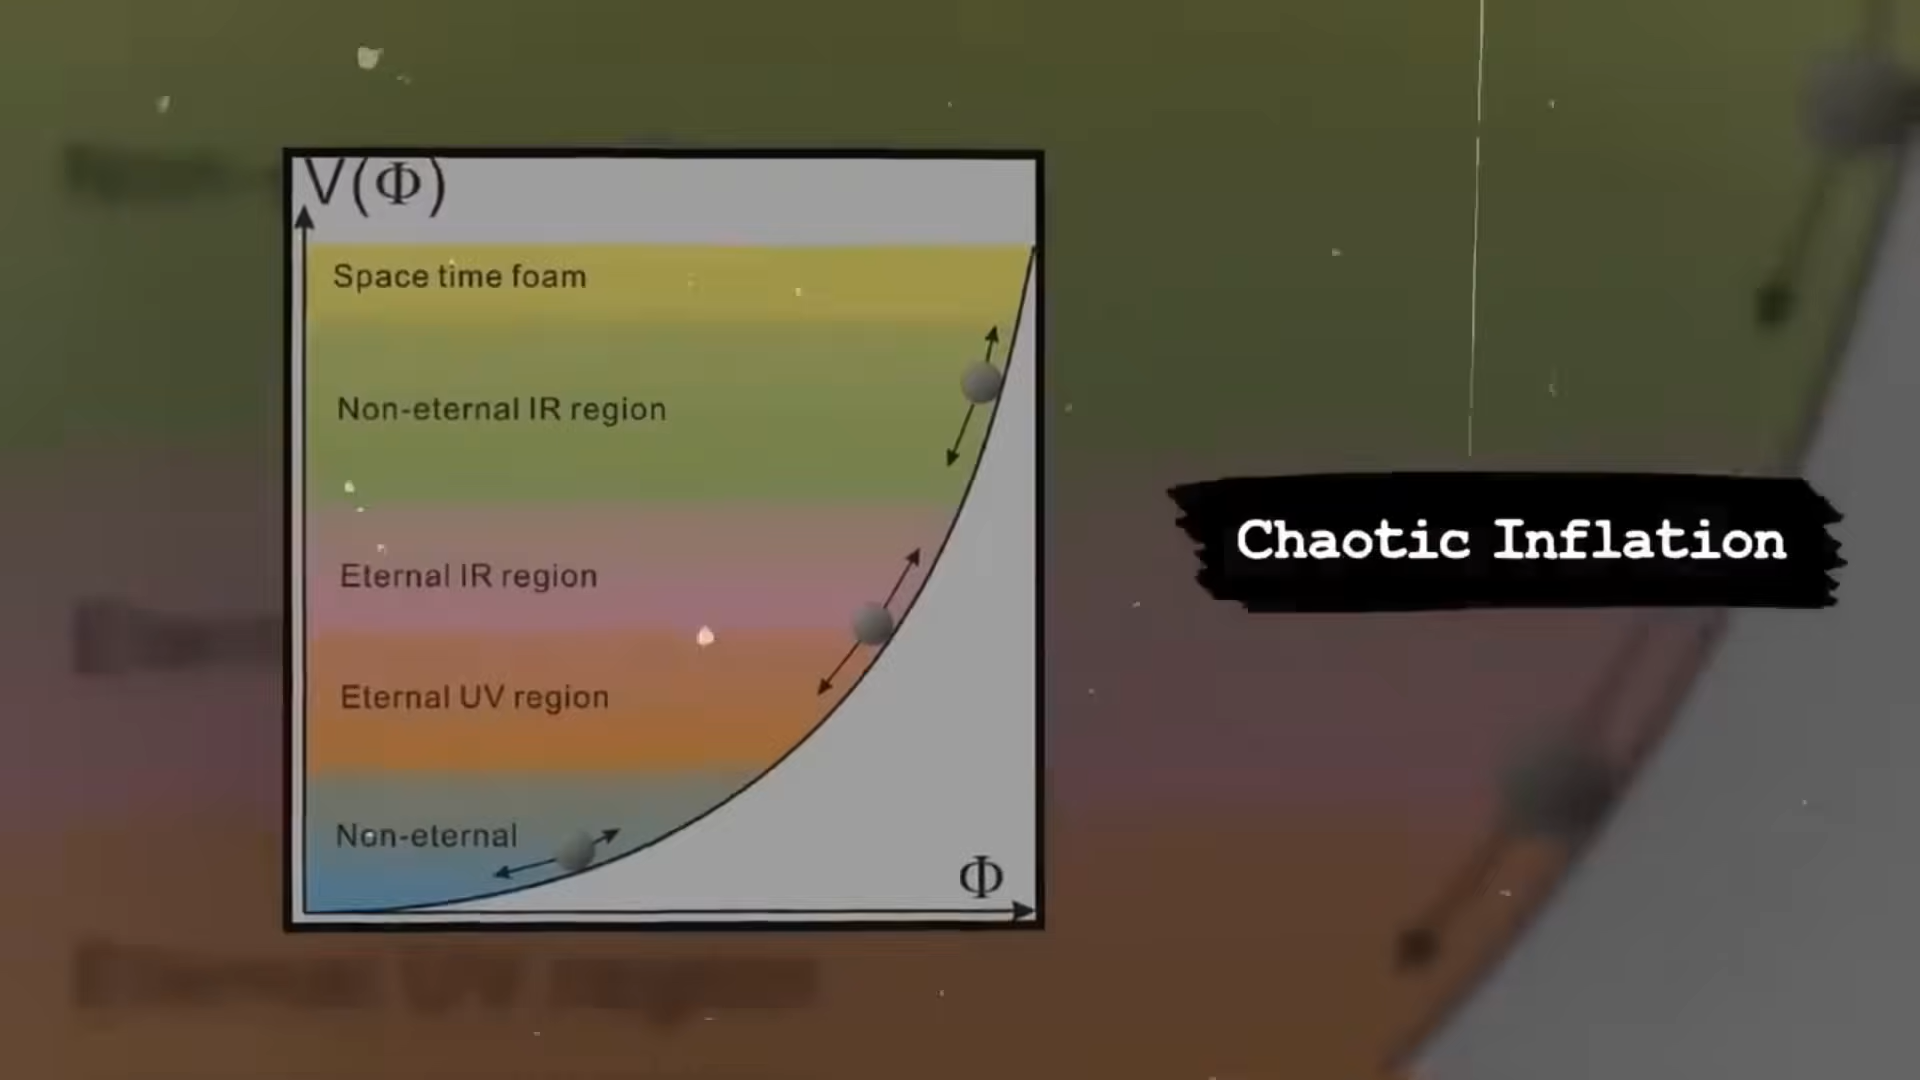 V(Φ)
Space time foam
Non-eternal IR region
Eternal IR region
Eternal UV region
Non-eternal
Φ
Chaotic Inflation